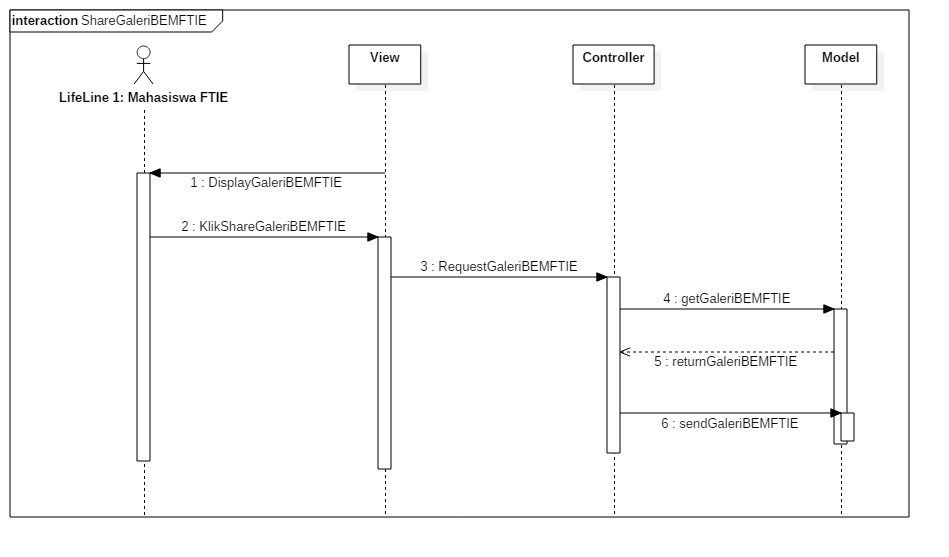 interaction ShareGaleriBEMFTIE
View
Controller
Model
LifeLine 1: Mahasiswa FTIE
1 : DisplayGaleriBEMFTIE
2 : KlikShareGaleriBEMFTIE
3 : RequestGaleriBEMFTIE
4 : getGaleriBEMFTIE
5 : returnGaleriBEMFTIE
6 : sendGaleriBEMFTIE